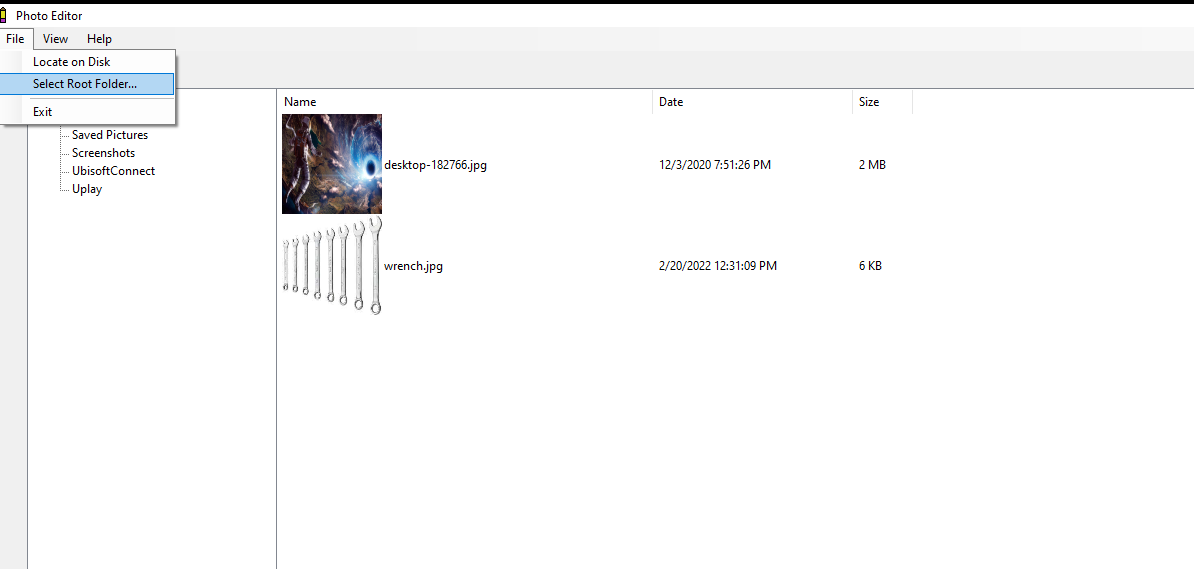 Photo Editor
File View Help
Locate on Disk
Select Root Folder...
Exit
Saved Pictures
Screenshots
UbisoftConnect
Uplay
Name Date Size
desktop-182766.jpg 12/3/2020 7:51:26 PM 2 MB
wrench.jpg 2/20/2022 12:31:09 PM 6 KB